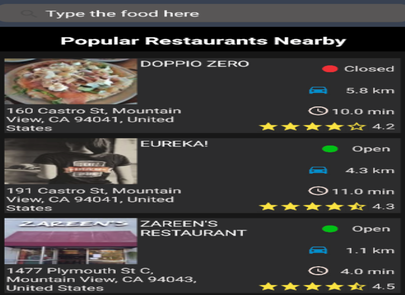 Type the food here
Popular Restaurants Nearby
DOPPIO ZERO
Closed
5.8 km
160 Castro St, Mountain
View, CA 94041, United
States
10.0 min
4.2
EUREKA!
Open
4.3 km
191 Castro St, Mountain
View, CA 94041, United
States
11.0 min
4.3
ZAREEN'S
ZAREEN'S
RESTAURANT
Open
1.1 km
1477 Plymouth St C,
Mountain View, CA 94043,
United States
4.0 min
4.5